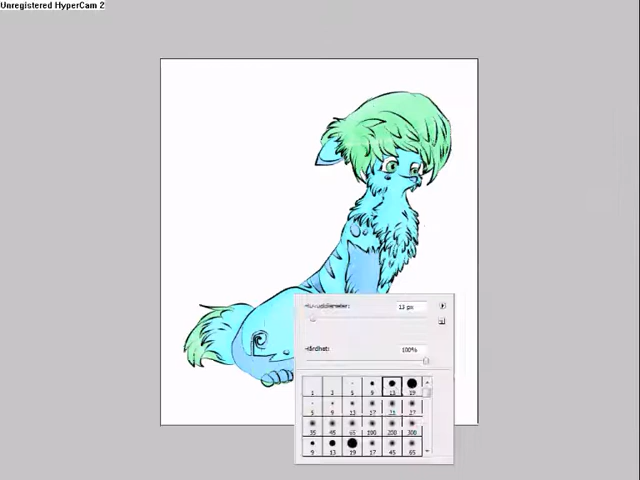 Unregistered HyperCam 2
Huvuddiameter: 13 px
Hårdhet: 100%
1 3 5 9 13 19
5 9 13 17 21 27
35 45 65 100 200 300
9 13 19 17 45 65